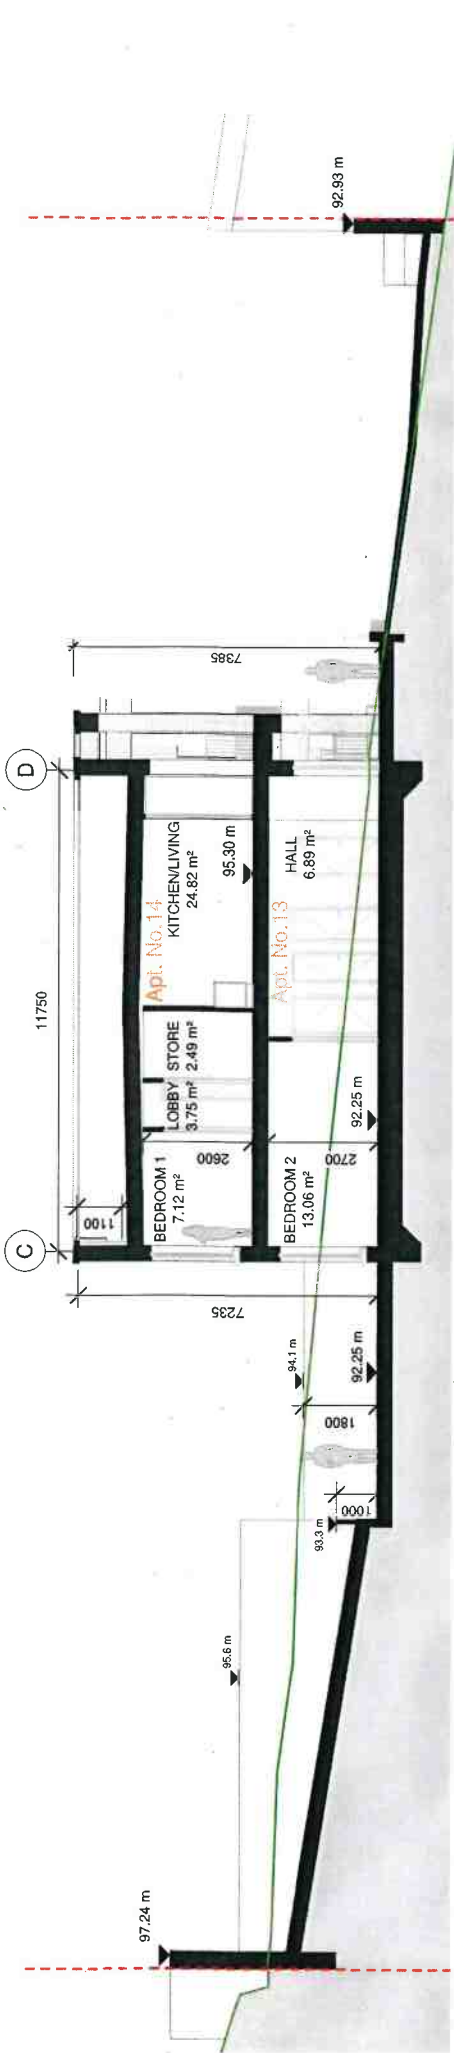 97.24 m
95.6 m
93.3 m
1000
1800
94.1 m
92.25 m
7235
C
11750
D
1100
BEDROOM 1
7.12 m²
2600
LOBBY
3.75 m²
STORE
2.49 m²
Apt. No.14
KITCHEN/LIVING
24.82 m²
95.30 m
BEDROOM 2
13.06 m²
2700
92.25 m
Apt. No.13
HALL
6.89 m²
7385
92.93 m